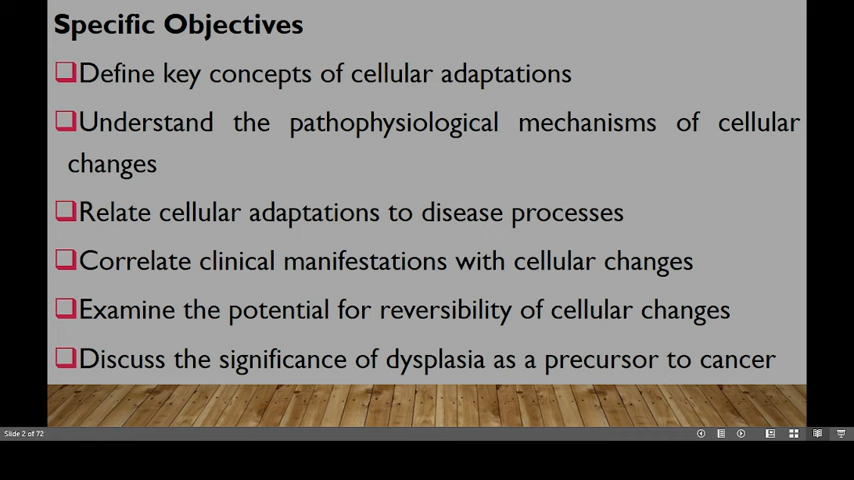 Specific Objectives
Define key concepts of cellular adaptations
Understand the pathophysiological mechanisms of cellular
changes
Relate cellular adaptations to disease processes
Correlate clinical manifestations with cellular changes
Examine the potential for reversibility of cellular changes
Discuss the significance of dysplasia as a precursor to cancer
Slide 2 of 72